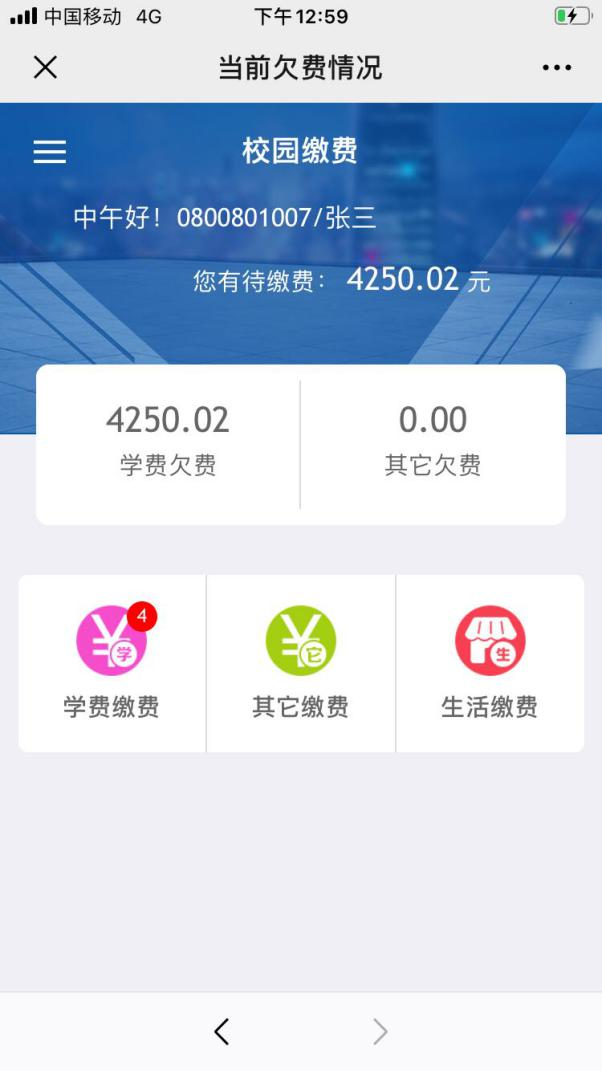 中国移动 4G 下午12:59
当前欠费情况
校园缴费
中午好！0800801007/张三
您有待缴费： 4250.02 元
4250.02 0.00
学费欠费 其它欠费
4
学 它 生
学费缴费 其它缴费 生活缴费